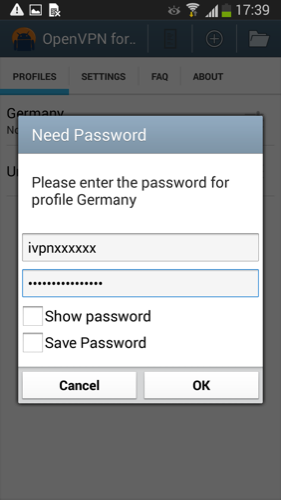 17:39
OpenVPN for..
PROFILES SETTINGS FAQ ABOUT
Germany
Need Password
Please enter the password for
profile Germany
ivpnxxxxxx
••••••••••••••••
Show password
Save Password
Cancel OK